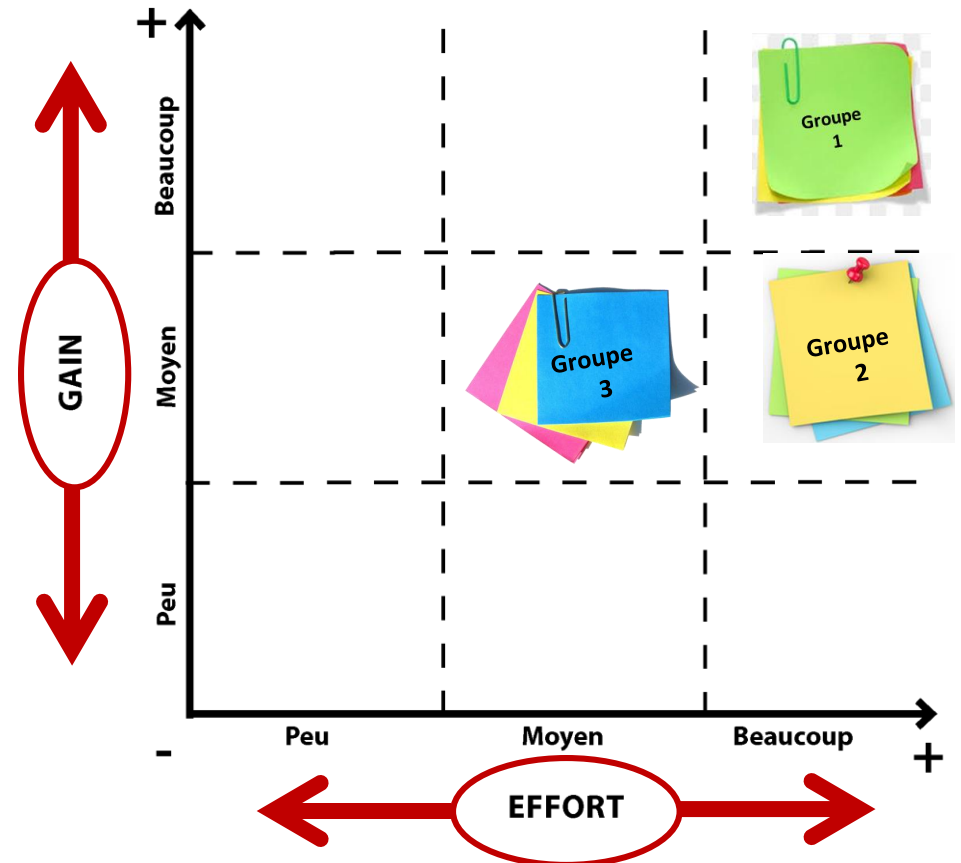 +
Beaucoup
Groupe
1
GAIN
Moyen
Groupe
3
Groupe
2
Peu
-
Peu
Moyen
Beaucoup
+
EFFORT